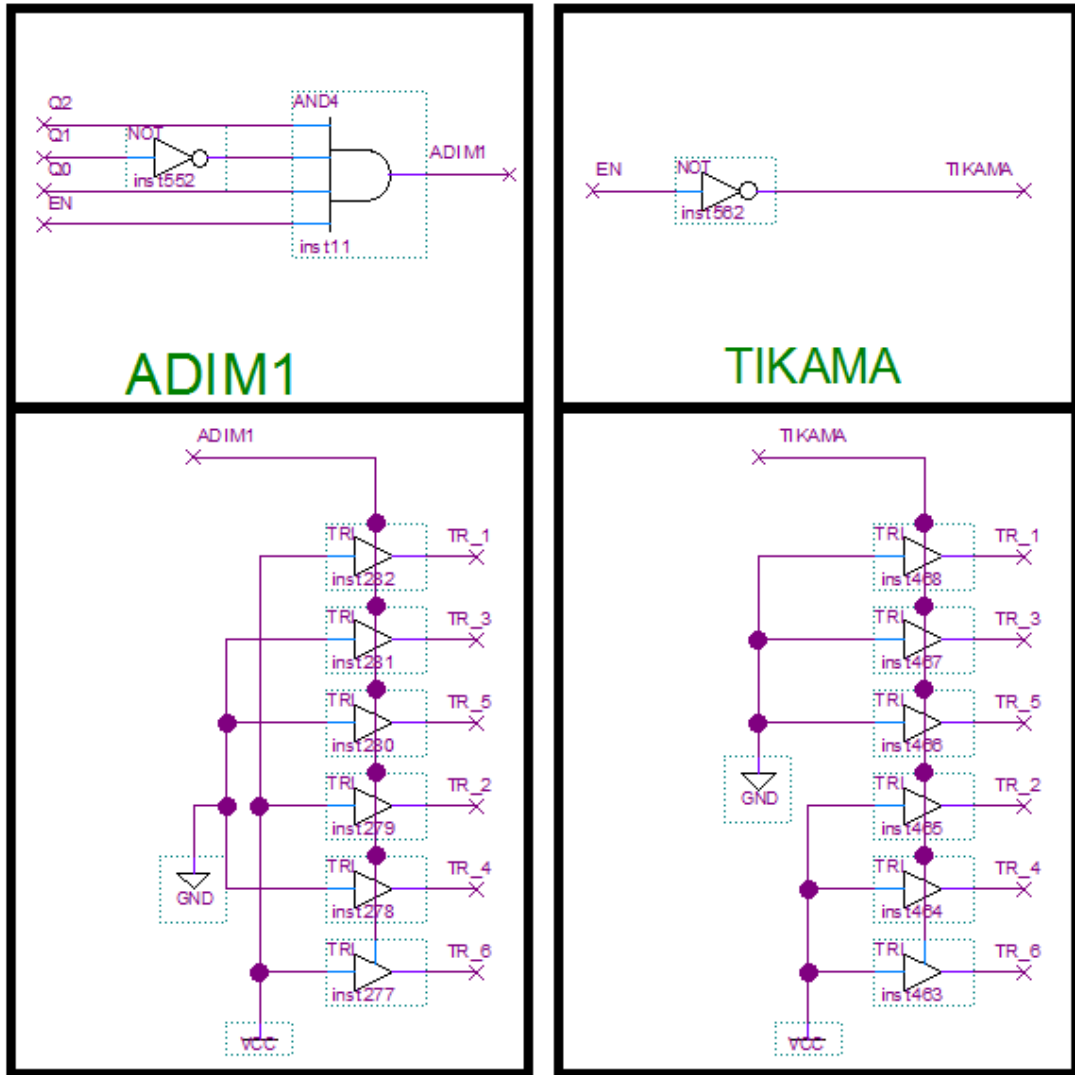 Q2
AND4
Q1
NOT
ADIM1
Q0
inst552
EN
inst11
ADIM1
EN
NOT
TIKAMA
inst562
TIKAMA
ADIM1
TRI
TR_1
inst282
TRI
TR_3
inst281
TRI
TR_5
inst280
TRI
TR_2
inst279
TRI
TR_4
GND
inst278
TRI
TR_6
inst277
VCC
TIKAMA
TRI
TR_1
inst468
TRI
TR_3
inst467
TRI
TR_5
inst466
TRI
TR_2
GND
inst465
TRI
TR_4
inst464
TRI
TR_6
inst463
VCC